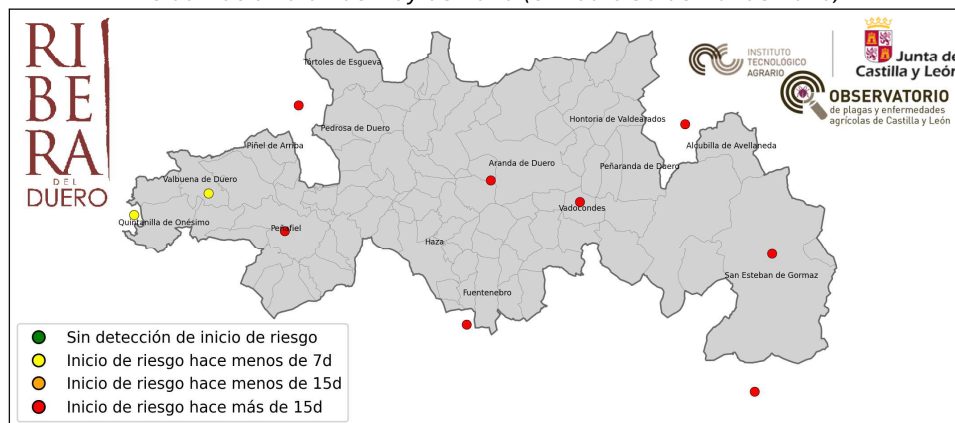 RI
BE
RA
DEL
DUERO
INSTITUTO
TECNOLÓGICO
AGRARIO
Junta de
Castilla y León
OBSERVATORIO
de plagas y enfermedades
agrícolas de Castilla y León
Tórtoles de Esgueva
Hontoria de Valdearados
Pedrosa de Duero
Piñel de Arriba
Alcubilla de Avellaneda
Aranda de Duero
Peñaranda de Duero
Valbuena de Duero
Vadocondes
Quintanilla de Onésimo
Peñafiel
Haza
San Esteban de Gormaz
Fuentenebro
Sin detección de inicio de riesgo
Inicio de riesgo hace menos de 7d
Inicio de riesgo hace menos de 15d
Inicio de riesgo hace más de 15d